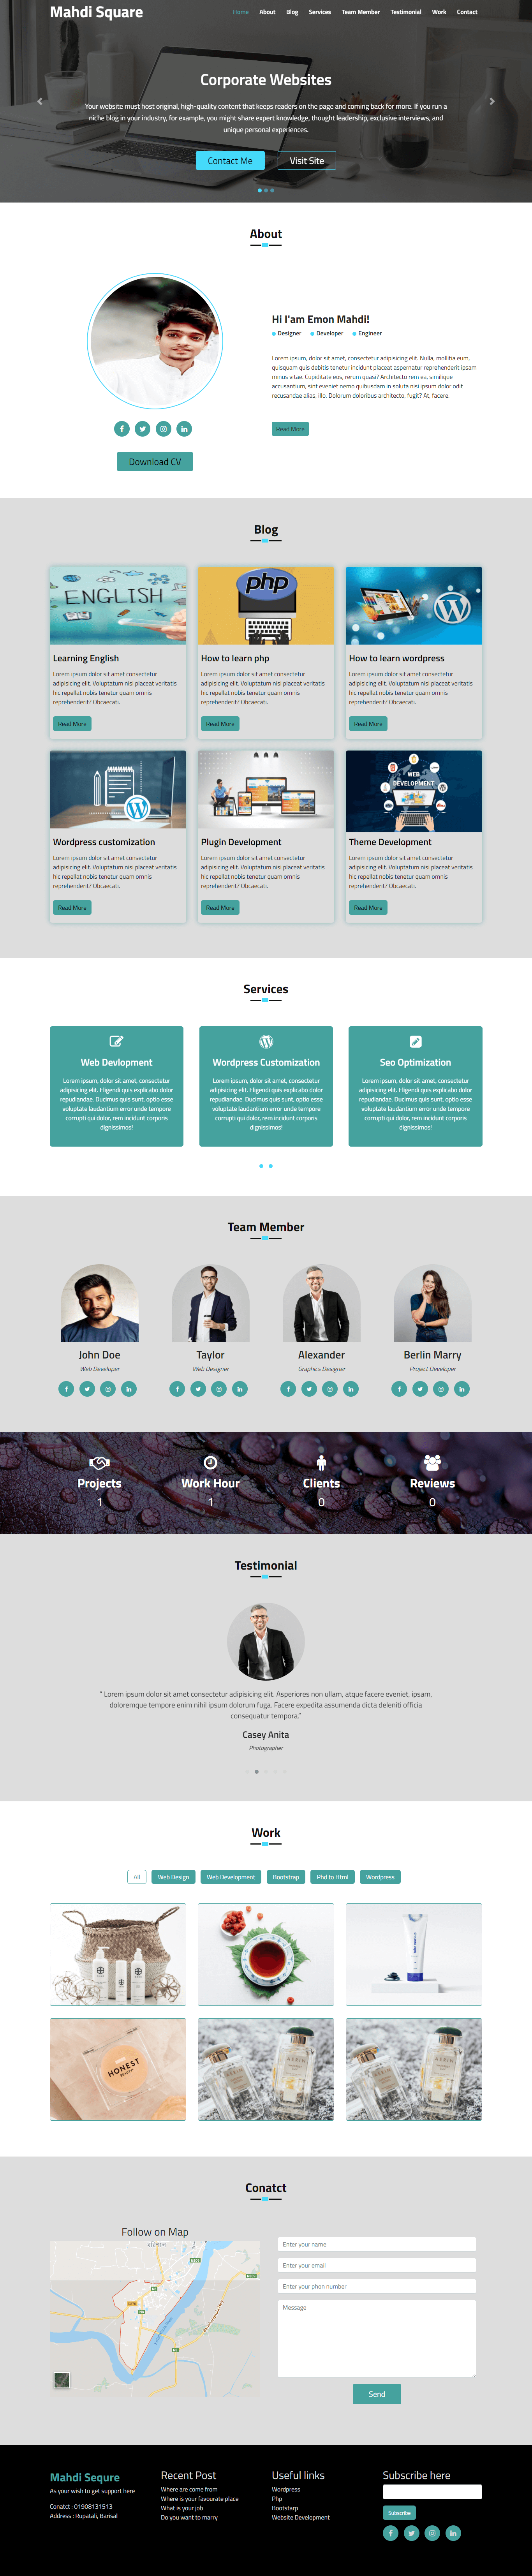 Mahdi Square
Home About Blog Services Team Member Testimonial Work Contact
Corporate Websites
Your website must host original, high-quality content that keeps readers on the page and coming back for more. If you run a
niche blog in your industry, for example, you might share expert knowledge, thought leadership, exclusive interviews, and
unique personal experiences.
Contact Me Visit Site
About
Hi I'am Emon Mahdi!
Designer Developer Engineer
Lorem ipsum, dolor sit amet, consectetur adipisicing elit. Nulla, mollitia eum,
quisquam quis debitis tenetur incidunt placeat aspernatur reprehenderit ipsam
minus vitae. Cupiditate eos, rerum quasi? Architecto rem ea, similique
accusantium, sint eveniet nemo quibusdam in soluta nisi ipsum dolor odit
recusandae alias, illo. Dolorum doloribus architecto, fugit? At, facere.
Read More
Download CV
Blog
ENGLISH
php
WEB
DEVELOPMENT
Learning English
Lorem ipsum dolor sit amet consectetur
adipisicing elit. Voluptatum nisi placeat veritatis
hic repellat nobis tenetur quam omnis
reprehenderit? Obcaecati.
Read More
How to learn php
Lorem ipsum dolor sit amet consectetur
adipisicing elit. Voluptatum nisi placeat veritatis
hic repellat nobis tenetur quam omnis
reprehenderit? Obcaecati.
Read More
How to learn wordpress
Lorem ipsum dolor sit amet consectetur
adipisicing elit. Voluptatum nisi placeat veritatis
hic repellat nobis tenetur quam omnis
reprehenderit? Obcaecati.
Read More
Wordpress customization
Lorem ipsum dolor sit amet consectetur
adipisicing elit. Voluptatum nisi placeat veritatis
hic repellat nobis tenetur quam omnis
reprehenderit? Obcaecati.
Read More
Plugin Development
Lorem ipsum dolor sit amet consectetur
adipisicing elit. Voluptatum nisi placeat veritatis
hic repellat nobis tenetur quam omnis
reprehenderit? Obcaecati.
Read More
Theme Development
Lorem ipsum dolor sit amet consectetur
adipisicing elit. Voluptatum nisi placeat veritatis
hic repellat nobis tenetur quam omnis
reprehenderit? Obcaecati.
Read More
Services
Web Devlopment
Lorem ipsum, dolor sit amet, consectetur
adipisicing elit. Eligendi quis explicabo dolor
repudiandae. Ducimus quis sunt, optio esse
voluptate laudantium error unde tempore
corrupti qui dolor, rem incidunt corporis
dignissimos!
Wordpress Customization
Lorem ipsum, dolor sit amet, consectetur
adipisicing elit. Eligendi quis explicabo dolor
repudiandae. Ducimus quis sunt, optio esse
voluptate laudantium error unde tempore
corrupti qui dolor, rem incidunt corporis
dignissimos!
Seo Optimization
Lorem ipsum, dolor sit amet, consectetur
adipisicing elit. Eligendi quis explicabo dolor
repudiandae. Ducimus quis sunt, optio esse
voluptate laudantium error unde tempore
corrupti qui dolor, rem incidunt corporis
dignissimos!
Team Member
John Doe
Web Developer
Taylor
Web Designer
Alexander
Graphics Designer
Berlin Marry
Project Developer
Projects
1
Work Hour
1
Clients
0
Reviews
0
Testimonial
" Lorem ipsum dolor sit amet consectetur adipisicing elit. Asperiores non ullam, atque facere eveniet, ipsam,
doloremque tempore enim nihil ipsum dolorum fuga. Facere expedita assumenda dicta deleniti officia
consequatur tempora."
Casey Anita
Photographer
Work
All Web Design Web Development Bootstrap Phd to Html Wordpress
HONEST
BEAUTY
Conatct
Follow on Map
Enter your name
Enter your email
Enter your phon number
Message
Send
Mahdi Sequre
As your wish to get support here
Conatct : 01908131513
Address : Rupatali, Barisal
Recent Post
Where are come from
Where is your favourate place
What is your job
Do you want to marry
Useful links
Wordpress
Php
Bootstarp
Website Development
Subscribe here
Subscribe